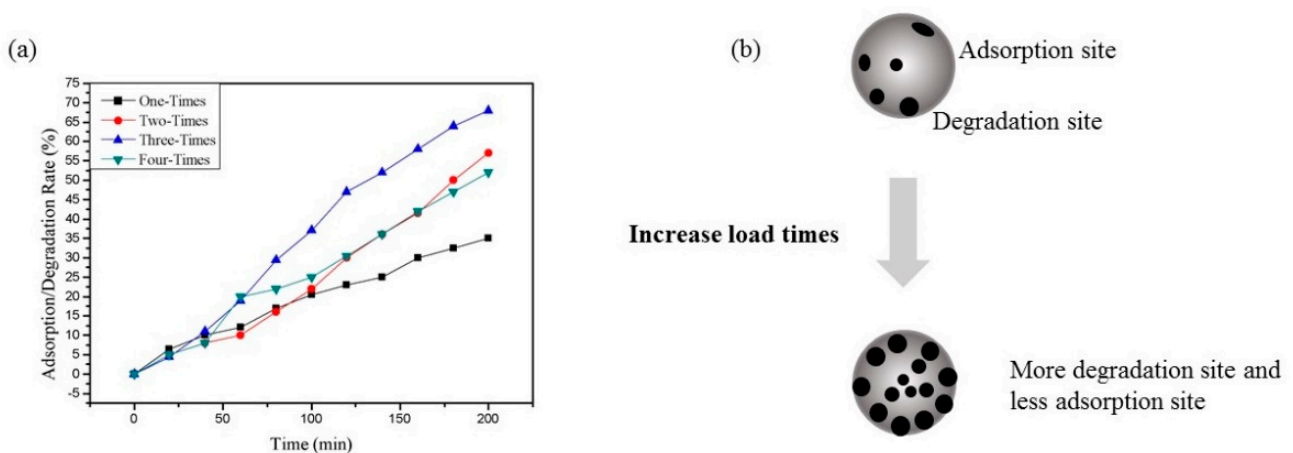 (a)
75
70
65
60
55
50
45
40
35
30
25
20
15
10
5
0
-5
Adsorption/Degradation Rate (%)
One-Times
Two-Times
Three-Times
Four-Times
0
50
100
150
200
Time (min)
(b)
Adsorption site
Degradation site
Increase load times
More degradation site and
less adsorption site